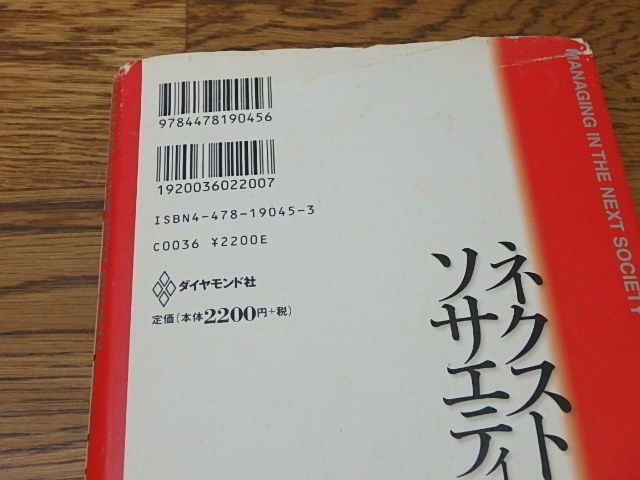 9784478190456
1920036022007
ISBN4-478-19045-3
C0036 ¥2200E
ダイヤモンド社
定価(本体2200円+税)
ネクスト
ソサエティ
MANAGING IN THE NEXT SOCIETY